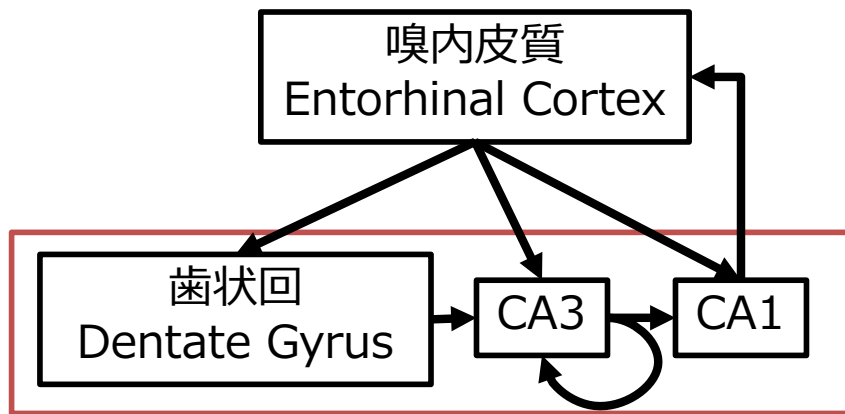 嗅内皮質
Entorhinal Cortex
歯状回
Dentate Gyrus
CA3
CA1